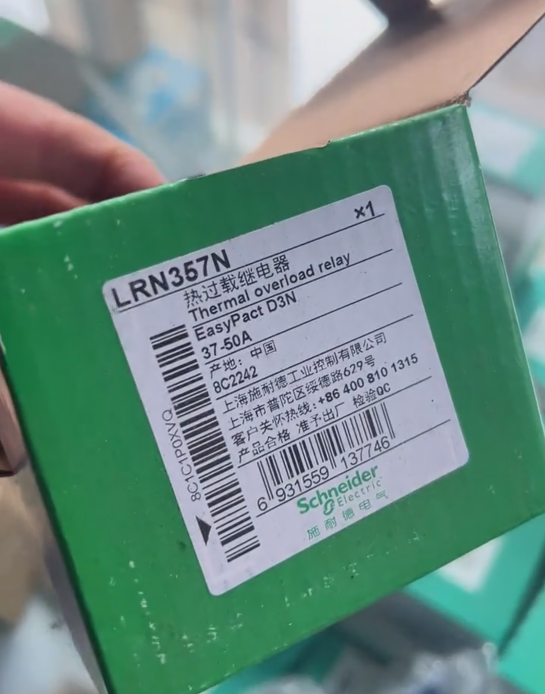 LRN357N
×1
热过载继电器
Thermal overload relay
EasyPact D3N
37-50A
产地：中国
8C2242
上海施耐德工业控制有限公司
上海市普陀区绥德路629号
客户关怀热线：+86 400 810 1315
产品合格 准予出厂 检验QC
8C1C1P0XVQ
6 931559 137746
Schneider
Electric
施耐德电气